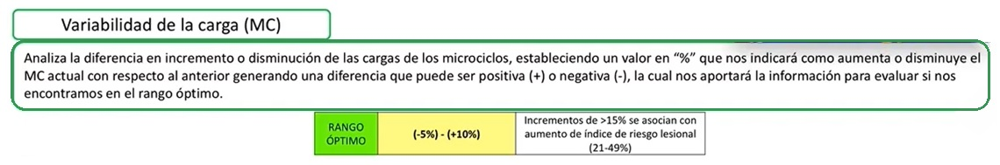 Variabilidad de la carga (MC)
Analiza la diferencia en incremento o disminución de las cargas de los microciclos, estableciendo un valor en “%” que nos indicará como aumenta o disminuye el
MC actual con respecto al anterior generando una diferencia que puede ser positiva (+) o negativa (-), la cual nos aportará la información para evaluar si nos
encontramos en el rango óptimo.
RANGO
ÓPTIMO
(-5%) - (+10%)
Incrementos de >15% se asocian con
aumento de índice de riesgo lesional
(21-49%)